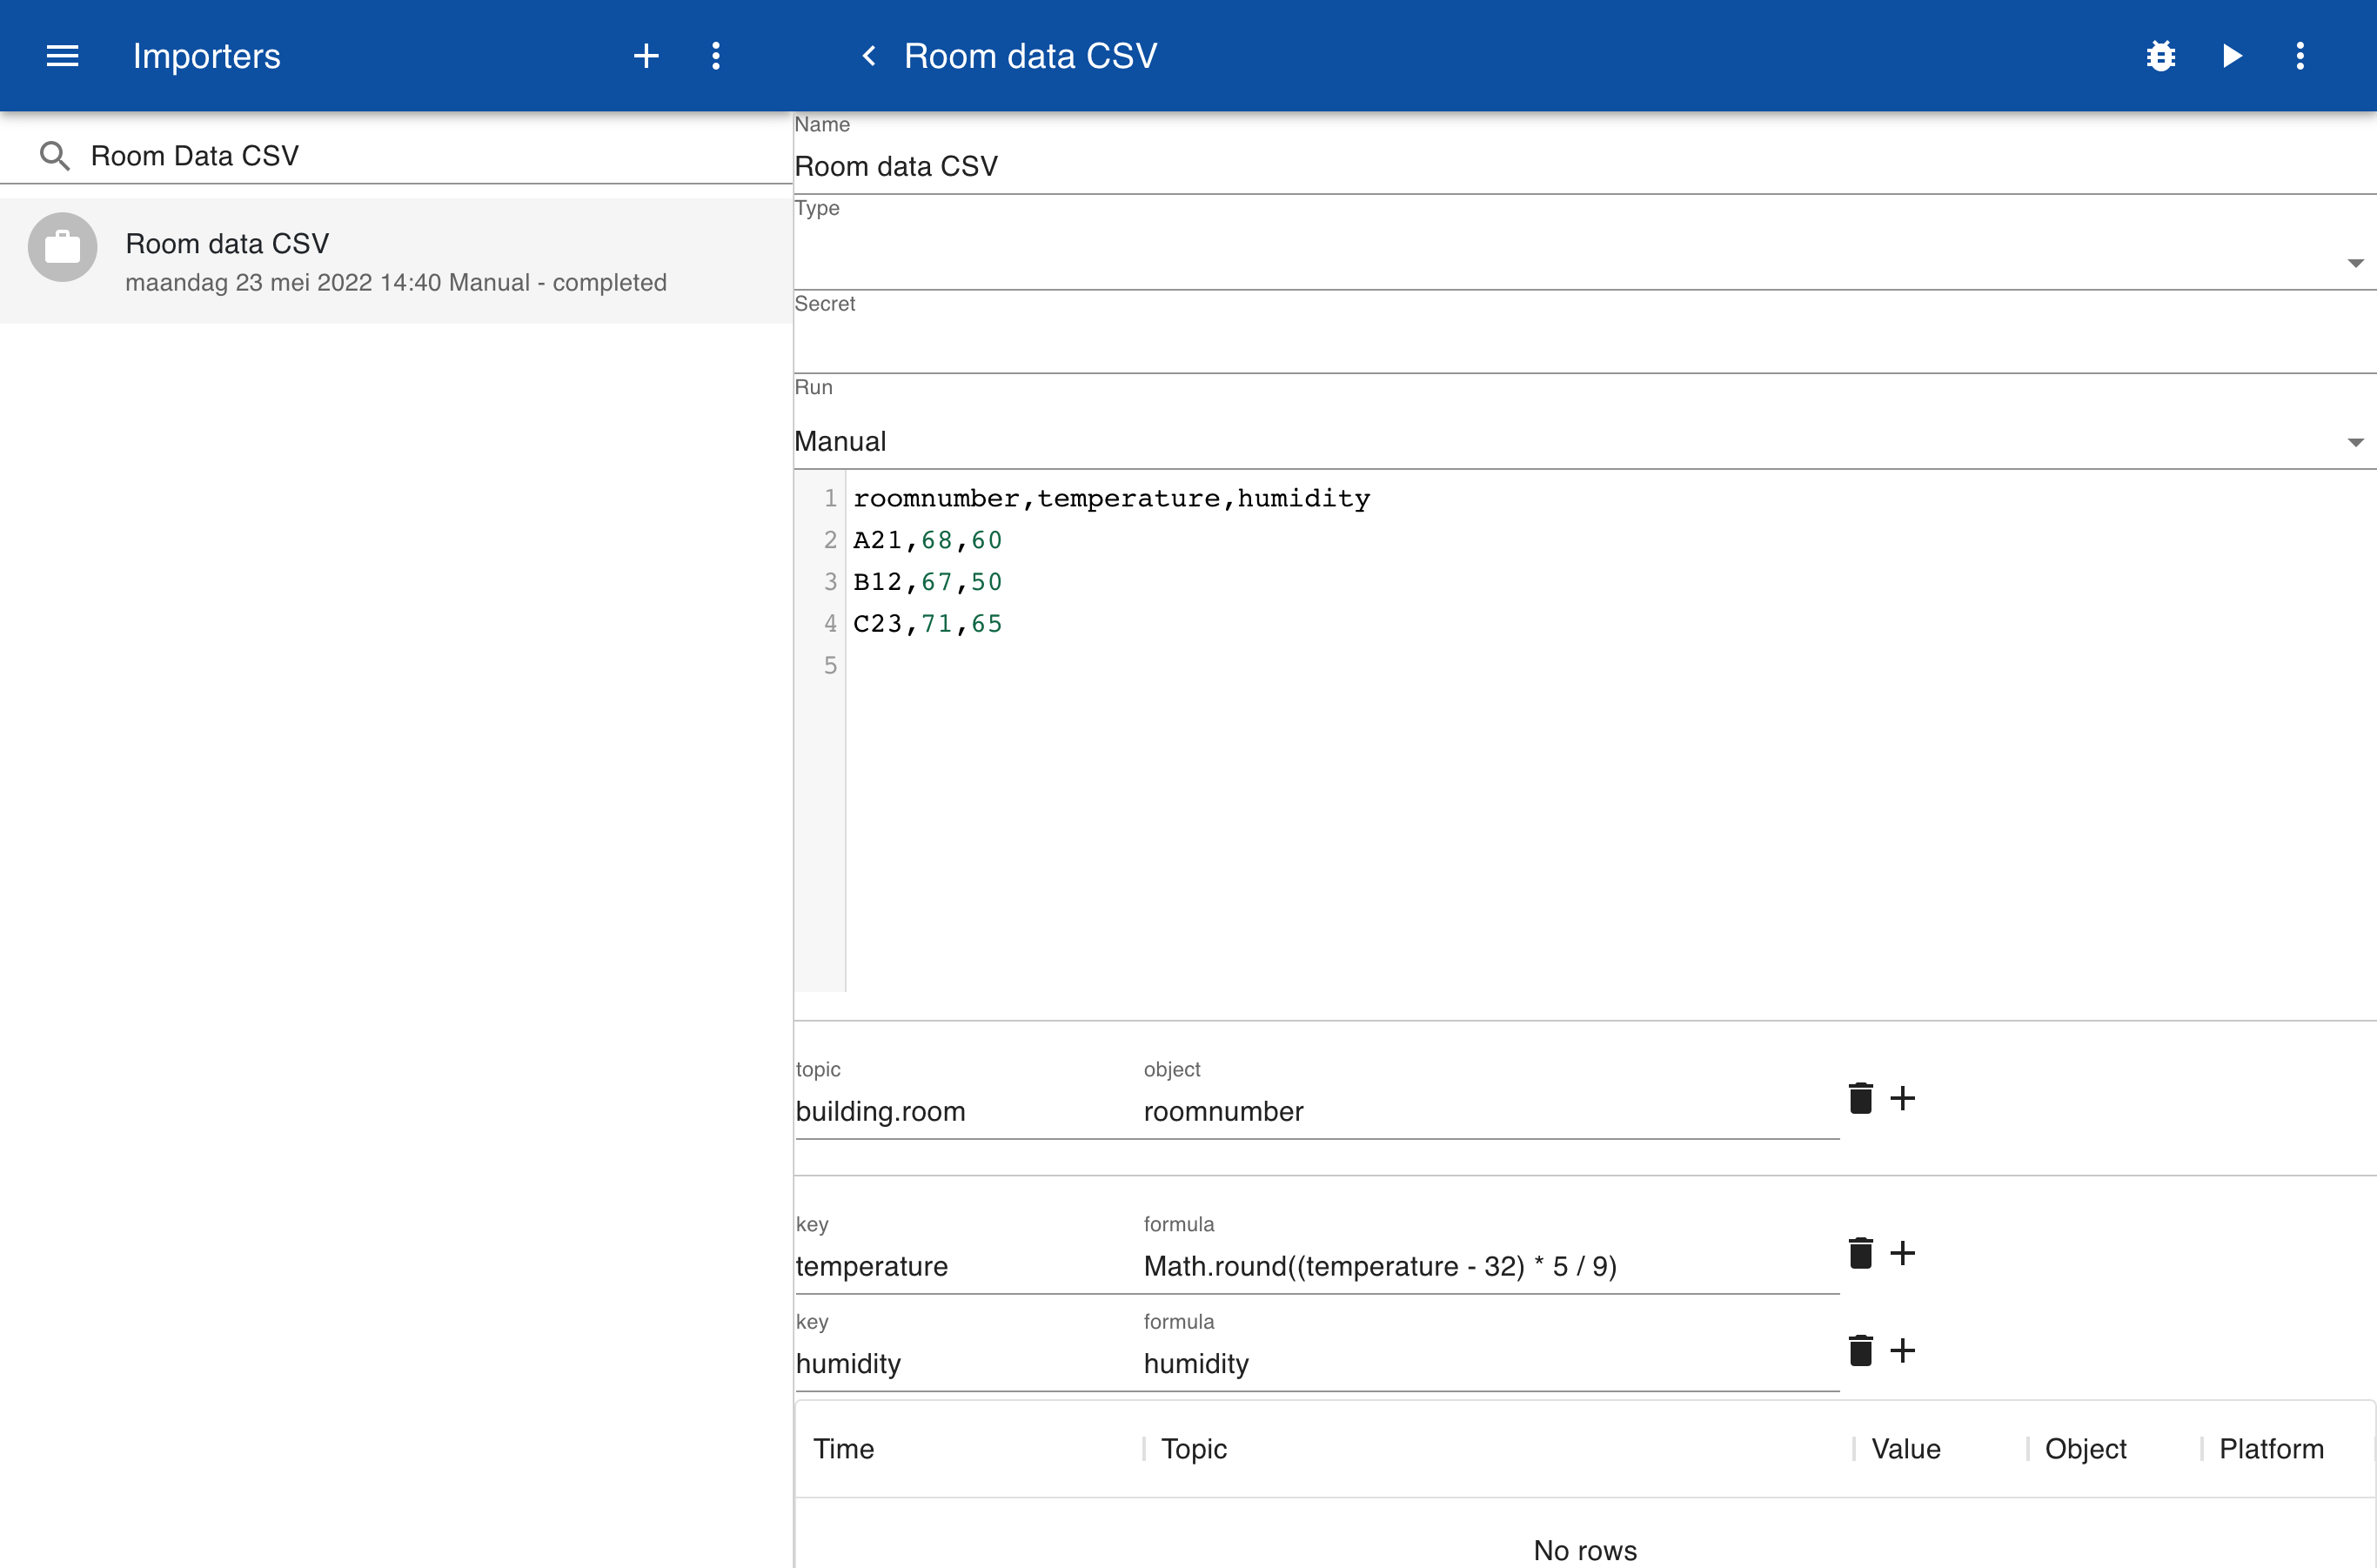 Importers
Room data CSV
Room Data CSV
Room data CSV
maandag 23 mei 2022 14:40 Manual - completed
Name
Room data CSV
Type
Secret
Run
Manual
1 roomnumber,temperature,humidity
2 A21,68,60
3 B12,67,50
4 C23,71,65
5
topic object
building.room roomnumber
key formula
temperature Math.round((temperature - 32) * 5 / 9)
key formula
humidity humidity
Time Topic Value Object Platform
No rows